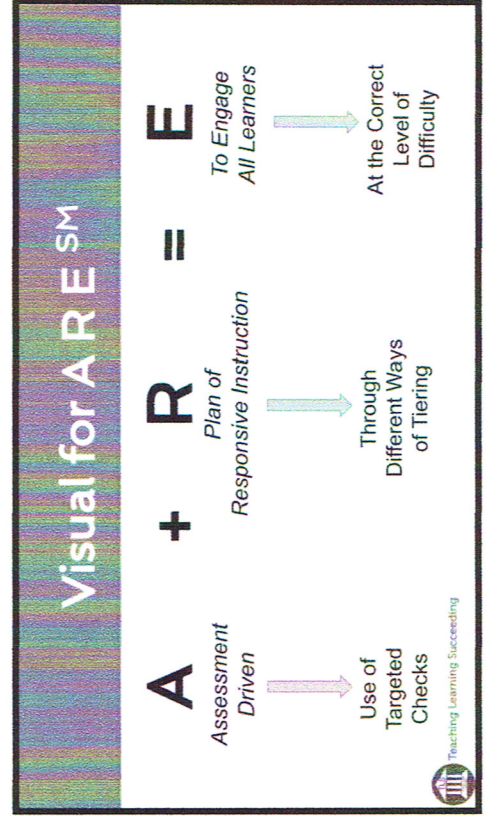 Visual for A R E SM
A + R = E
Assessment
Driven
Plan of
Responsive Instruction
To Engage
All Learners
Use of
Targeted
Checks
Through
Different Ways
of Tiering
At the Correct
Level of
Difficulty
Teaching Learning Succeeding